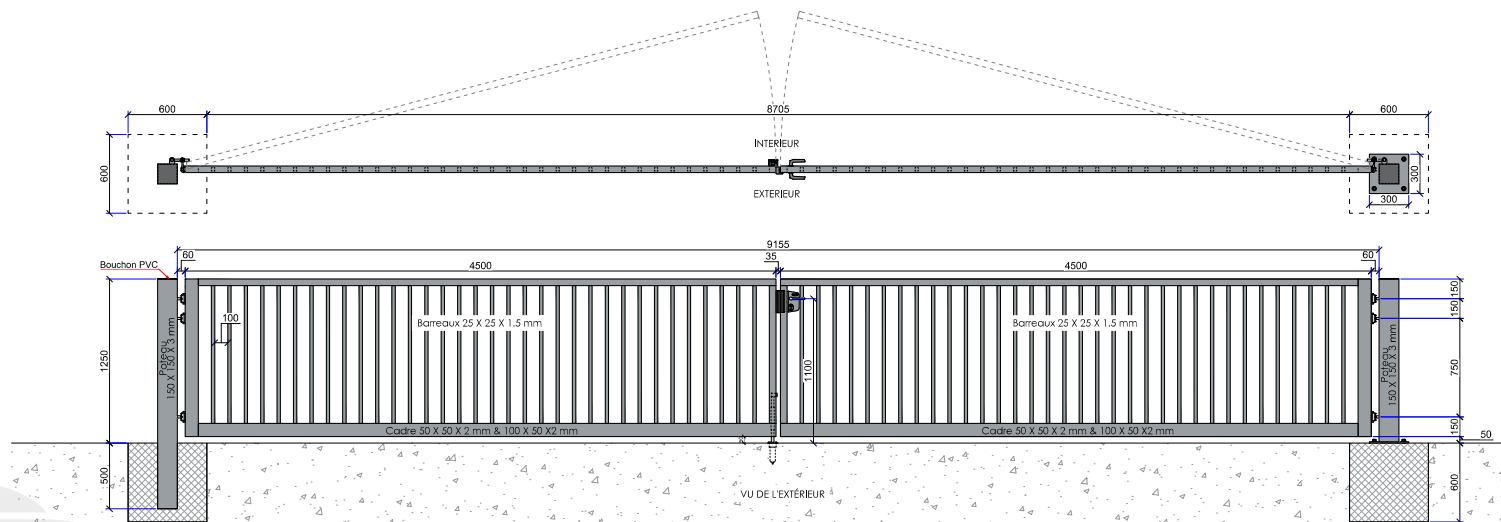 600
8705
600
600
INTERIEUR
EXTERIEUR
300
300
9155
60
4500
35
4500
60
Bouchon PVC
100
Barreaux 25 X 25 X 1.5 mm
Barreaux 25 X 25 X 1.5 mm
Poteau
150 X 150 X 3 mm
Poteau
150 X 150 X 3 mm
1250
1100
150
150
750
150
Cadre 50 X 50 X 2 mm & 100 X 50 X2 mm
Cadre 50 X 50 X 2 mm & 100 X 50 X2 mm
50
500
VU DE L'EXTÉRIEUR
600